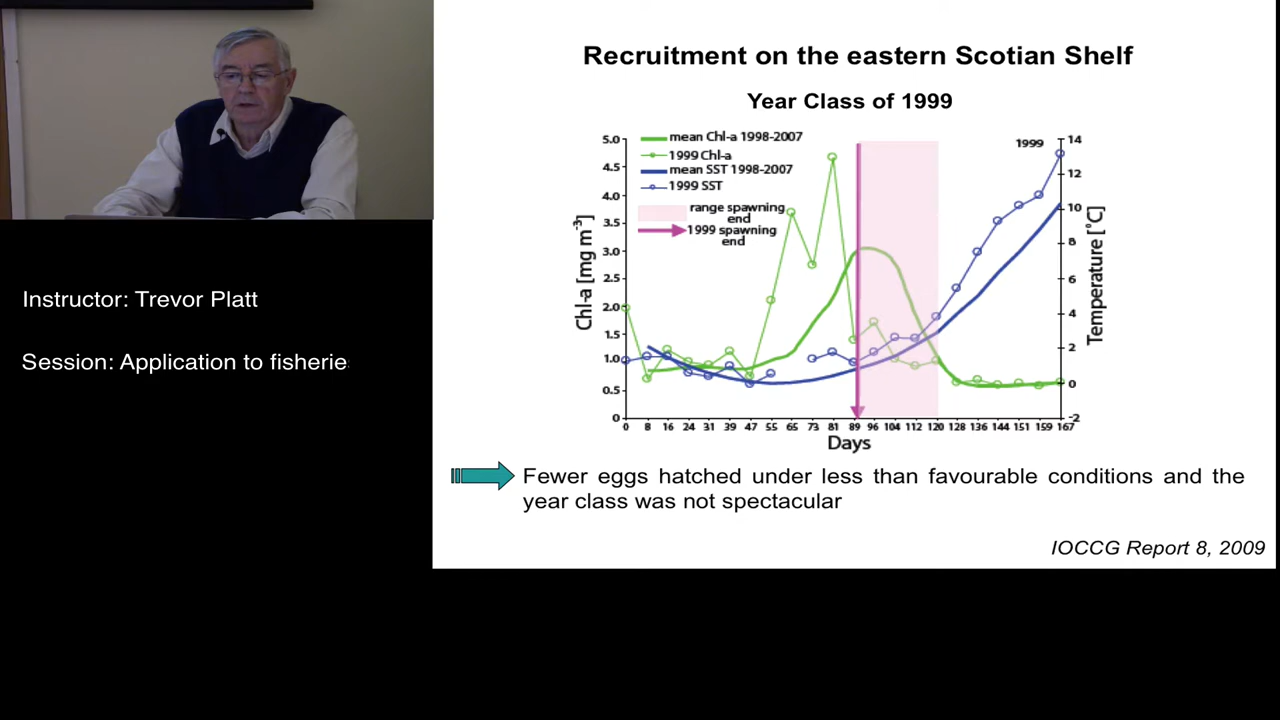 Recruitment on the eastern Scotian Shelf
Year Class of 1999
mean Chl-a 1998-2007
1999 Chl-a
mean SST 1998-2007
1999 SST
range spawning
end
1999 spawning
end
1999
Chl-a [mg m⁻³]
5.0
4.5
4.0
3.5
3.0
2.5
2.0
1.5
1.0
0.5
0
14
12
10
8
6
4
2
0
-2
Temperature [°C]
0 8 16 24 31 39 47 55 65 73 81 89 96 104 112 120 128 136 144 151 159 167
Days
Fewer eggs hatched under less than favourable conditions and the
year class was not spectacular
IOCCG Report 8, 2009
Instructor: Trevor Platt
Session: Application to fisherie